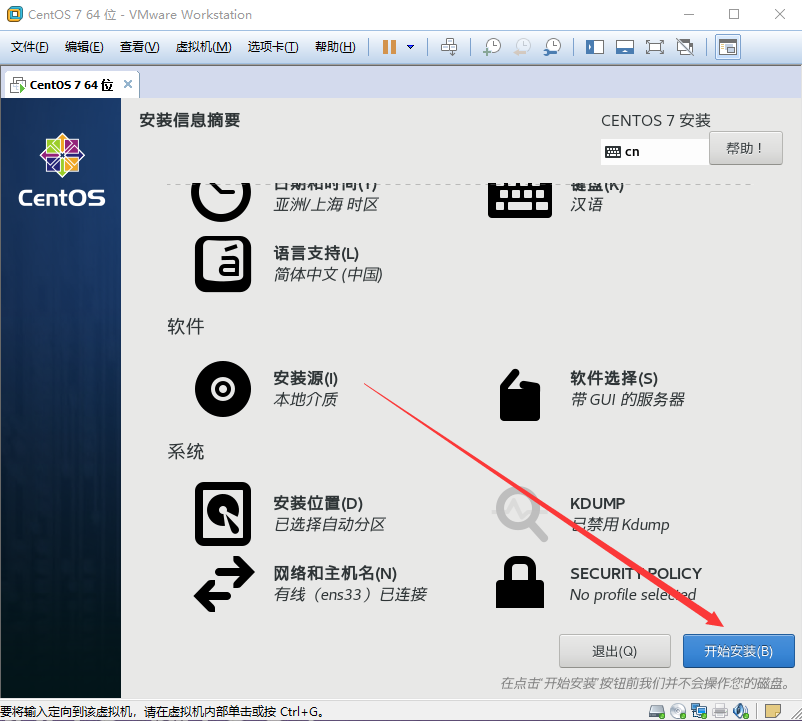 CentOS 7 64 位 - VMware Workstation
文件(F) 编辑(E) 查看(V) 虚拟机(M) 选项卡(T) 帮助(H)
CentOS 7 64 位
CentOS
安装信息摘要
CENTOS 7 安装
cn
帮助！
日期和时间(T)
亚洲/上海 时区
键盘(K)
汉语
语言支持(L)
简体中文 (中国)
软件
安装源(I)
本地介质
软件选择(S)
带 GUI 的服务器
系统
安装位置(D)
已选择自动分区
KDUMP
已禁用 Kdump
网络和主机名(N)
有线（ens33）已连接
SECURITY POLICY
No profile selected
退出(Q)
开始安装(B)
在点击'开始安装'按钮前我们并不会操作您的磁盘。
要将输入定向到该虚拟机，请在虚拟机内部单击或按 Ctrl+G。